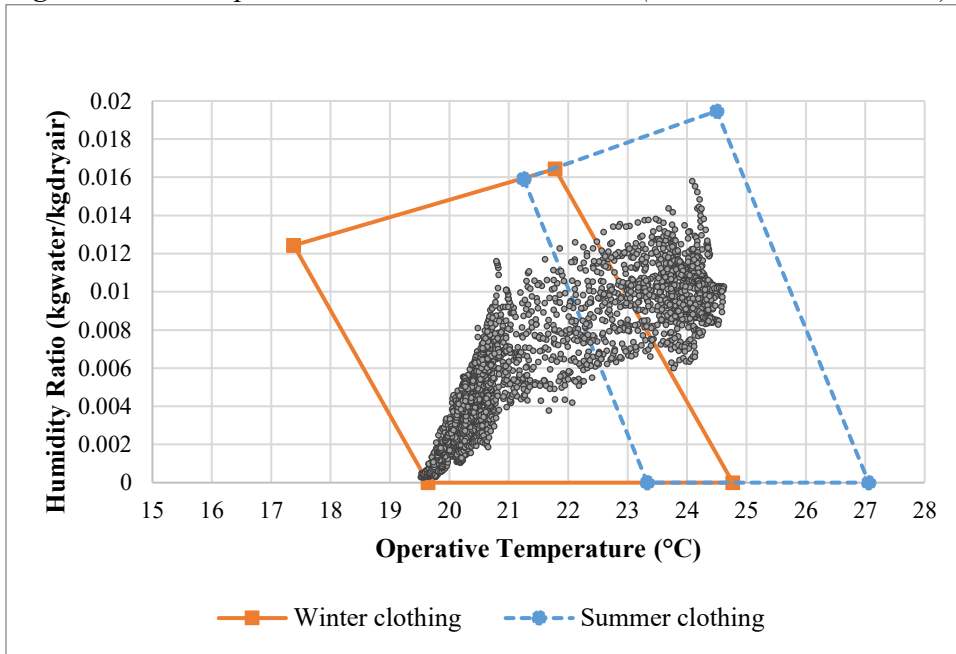 Humidity Ratio (kgwater/kgdryair)
0.02
0.018
0.016
0.014
0.012
0.01
0.008
0.006
0.004
0.002
0
15 16 17 18 19 20 21 22 23 24 25 26 27 28
Operative Temperature (°C)
Winter clothing Summer clothing